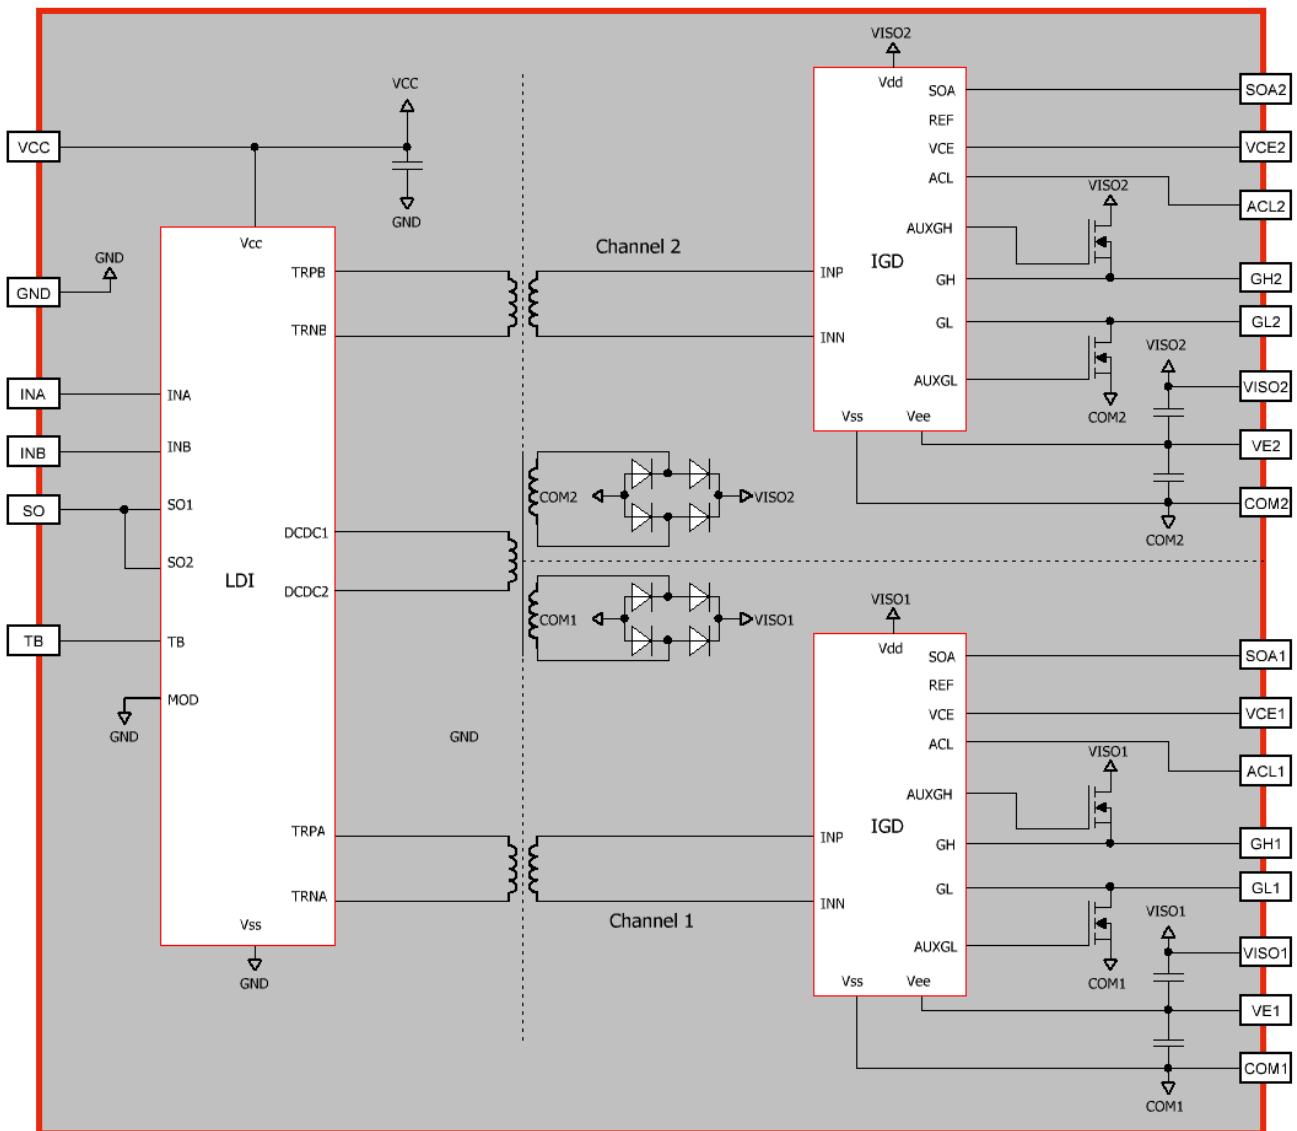 VISO2
Vdd
SOA
SOA2
VCC
REF
VCC
VCE
VCE2
ACL
VISO2
ACL2
GND
Vcc
Channel 2
AUXGH
GND
TRPB
INP
IGD
GH
GH2
GND
TRNB
INN
GL
GL2
VISO2
INA
INA
AUXGL
VISO2
Vss
Vee
COM2
INB
INB
VE2
SO
SO1
COM2
VISO2
COM2
DCDC1
COM2
SO2
LDI
DCDC2
COM1
VISO1
VISO1
TB
TB
Vdd
SOA
SOA1
REF
MOD
VCE
VCE1
GND
GND
ACL
VISO1
ACL1
AUXGH
TRPA
INP
IGD
GH
GH1
TRNA
INN
GL
GL1
Vss
Channel 1
VISO1
AUXGL
VISO1
GND
Vss
Vee
COM1
VE1
COM1
COM1